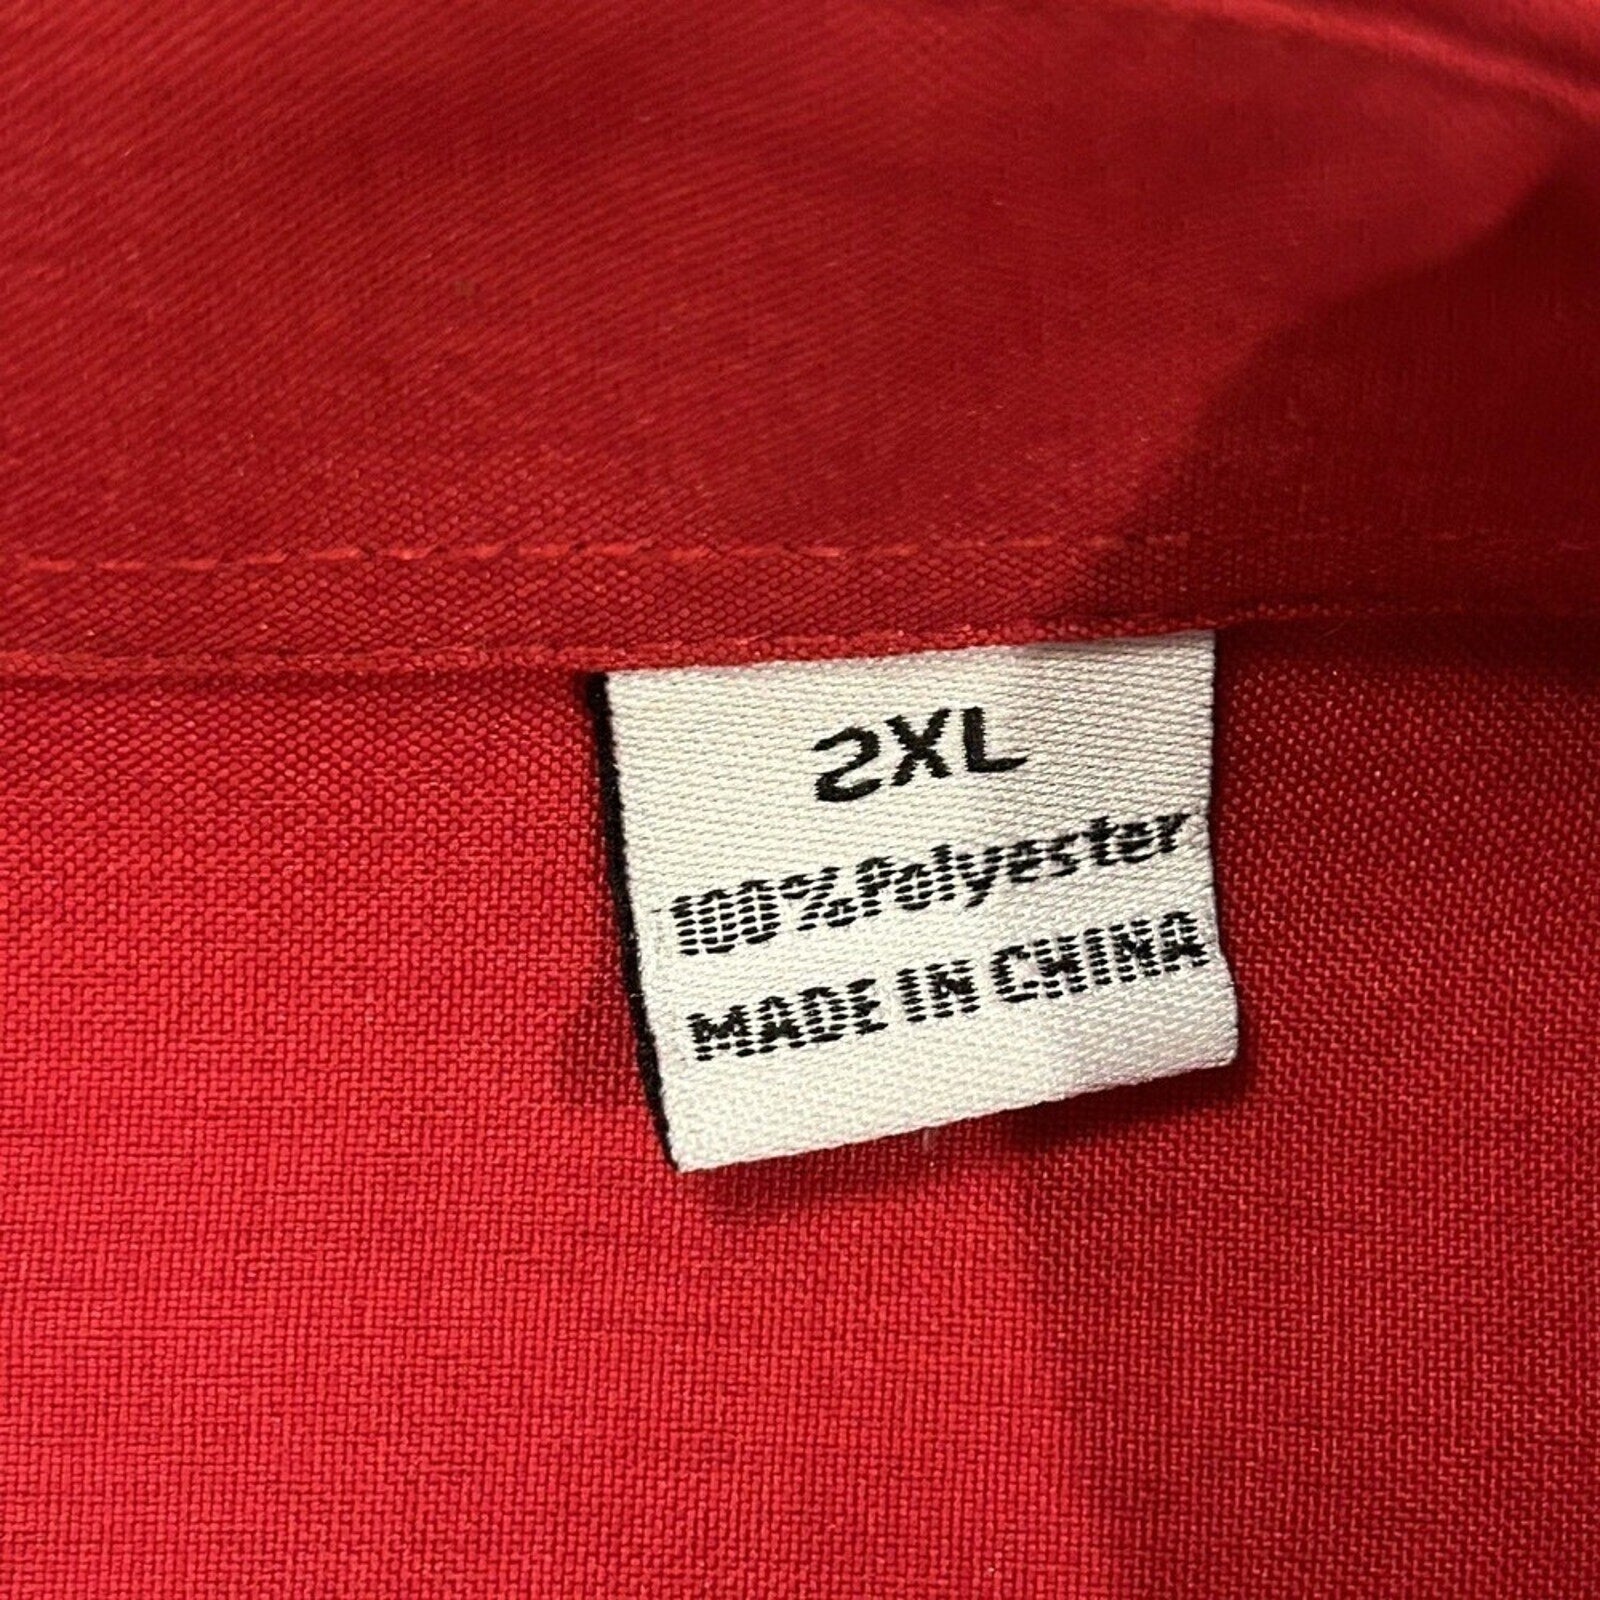 2XL
100%Polyester
MADE IN CHINA